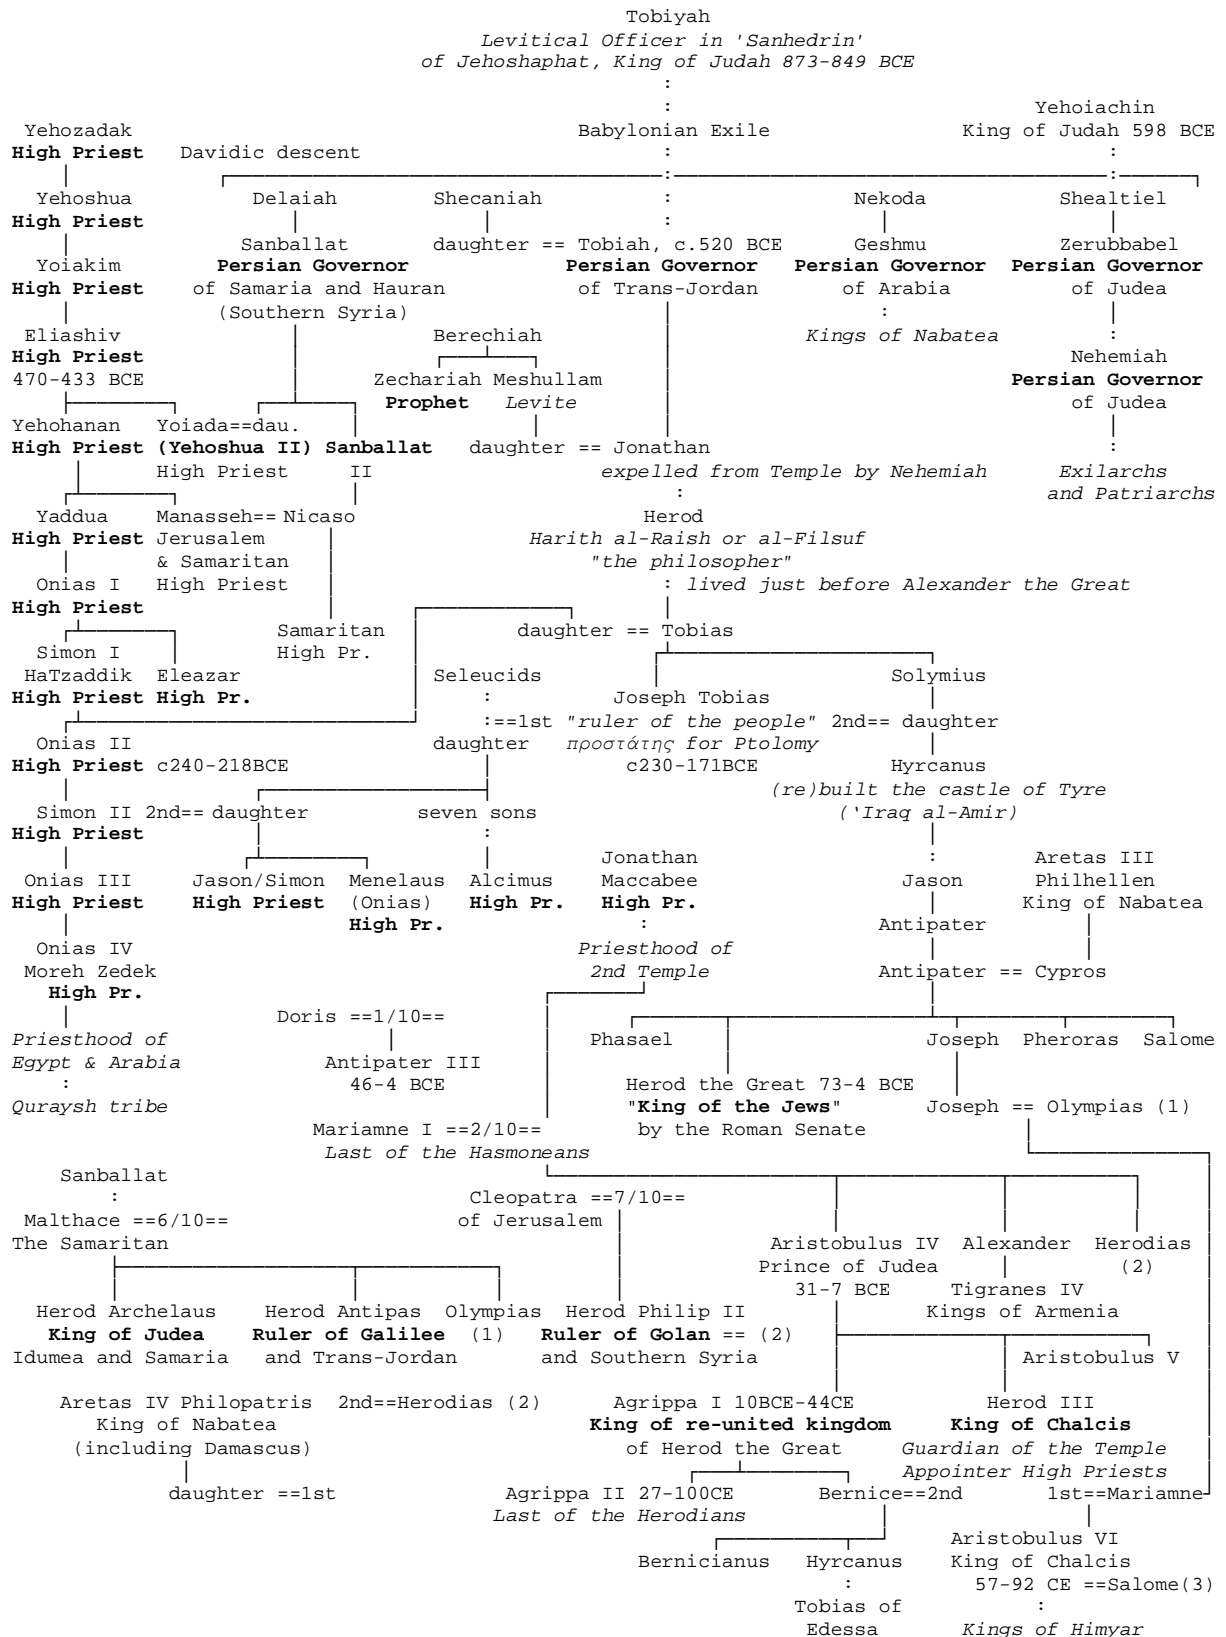 Tobiyah
Levitical Officer in 'Sanhedrin'
of Jehoshaphat, King of Judah 873-849 BCE
: Yehoiachin
Yehozadak Babylonian Exile King of Judah 598 BCE
High Priest Davidic descent
Yehoshua Delaiah Shecaniah : Nekoda Shealtiel
High Priest
Sanballat daughter == Tobiah, c.520 BCE Geshmu Zerubbabel
Yoiakim Persian Governor Persian Governor Persian Governor Persian Governor
High Priest of Samaria and Hauran of Trans-Jordan of Arabia of Judea
(Southern Syria) :
Eliashiv Berechiah Kings of Nabatea :
High Priest Nehemiah
470-433 BCE Zechariah Meshullam Persian Governor
Prophet Levite of Judea
Yehohanan Yoiada==dau.
High Priest (Yehoshua II) Sanballat daughter == Jonathan :
High Priest II expelled from Temple by Nehemiah Exilarchs
: and Patriarchs
Yaddua Manasseh== Nicaso Herod
High Priest Jerusalem Harith al-Raish or al-Filsuf
& Samaritan "the philosopher"
Onias I High Priest : lived just before Alexander the Great
High Priest
Samaritan daughter == Tobias
Simon I High Pr.
HaTzaddik Eleazar Seleucids Solymius
High Priest High Pr. : Joseph Tobias
:==1st "ruler of the people" 2nd== daughter
Onias II daughter προστάτης for Ptolomy
High Priest c240-218BCE c230-171BCE Hyrcanus
(re)built the castle of Tyre
Simon II 2nd== daughter seven sons (‘Iraq al-Amir)
High Priest :
Jonathan : Aretas III
Onias III Jason/Simon Menelaus Alcimus Maccabee Jason Philhellen
High Priest High Priest (Onias) High Pr. High Pr. King of Nabatea
High Pr. : Antipater
Onias IV Priesthood of
Moreh Zedek 2nd Temple Antipater == Cypros
High Pr.
Doris ==1/10==
Priesthood of Phasael Joseph Pheroras Salome
Egypt & Arabia Antipater III
: 46-4 BCE Herod the Great 73-4 BCE
Quraysh tribe "King of the Jews" Joseph == Olympias (1)
Mariamne I ==2/10== by the Roman Senate
Last of the Hasmoneans
Sanballat
: Cleopatra ==7/10==
Malthace ==6/10== of Jerusalem
The Samaritan Aristobulus IV Alexander Herodias
Prince of Judea (2)
31-7 BCE Tigranes IV
Herod Archelaus Herod Antipas Olympias Herod Philip II Kings of Armenia
King of Judea Ruler of Galilee (1) Ruler of Golan == (2)
Idumea and Samaria and Trans-Jordan and Southern Syria Aristobulus V
Aretas IV Philopatris 2nd==Herodias (2) Agrippa I 10BCE-44CE Herod III
King of Nabatea King of re-united kingdom King of Chalcis
(including Damascus) of Herod the Great Guardian of the Temple
Appointer High Priests
daughter ==1st Agrippa II 27-100CE Bernice==2nd 1st==Mariamne
Last of the Herodians
Aristobulus VI
Bernicianus Hyrcanus King of Chalcis
: 57-92 CE ==Salome(3)
Tobias of :
Edessa Kings of Himyar